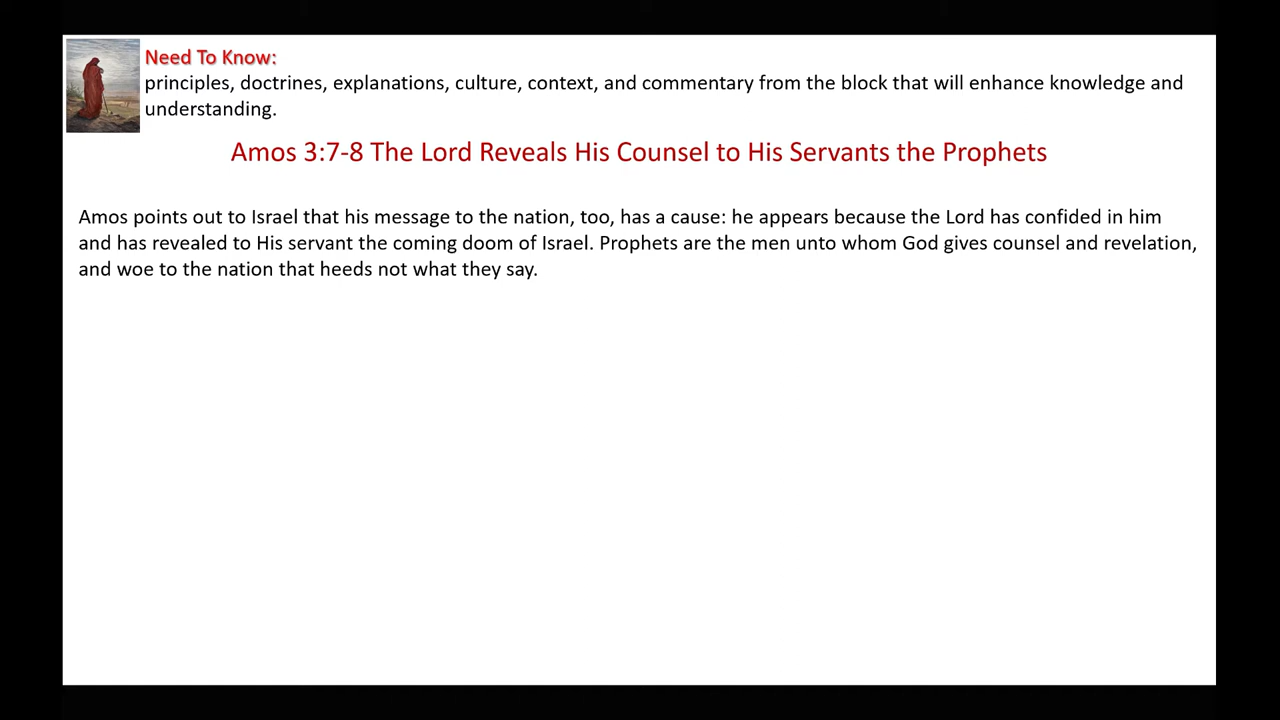 Need To Know:
principles, doctrines, explanations, culture, context, and commentary from the block that will enhance knowledge and
understanding.
Amos 3:7-8 The Lord Reveals His Counsel to His Servants the Prophets
Amos points out to Israel that his message to the nation, too, has a cause: he appears because the Lord has confided in him
and has revealed to His servant the coming doom of Israel. Prophets are the men unto whom God gives counsel and revelation,
and woe to the nation that heeds not what they say.